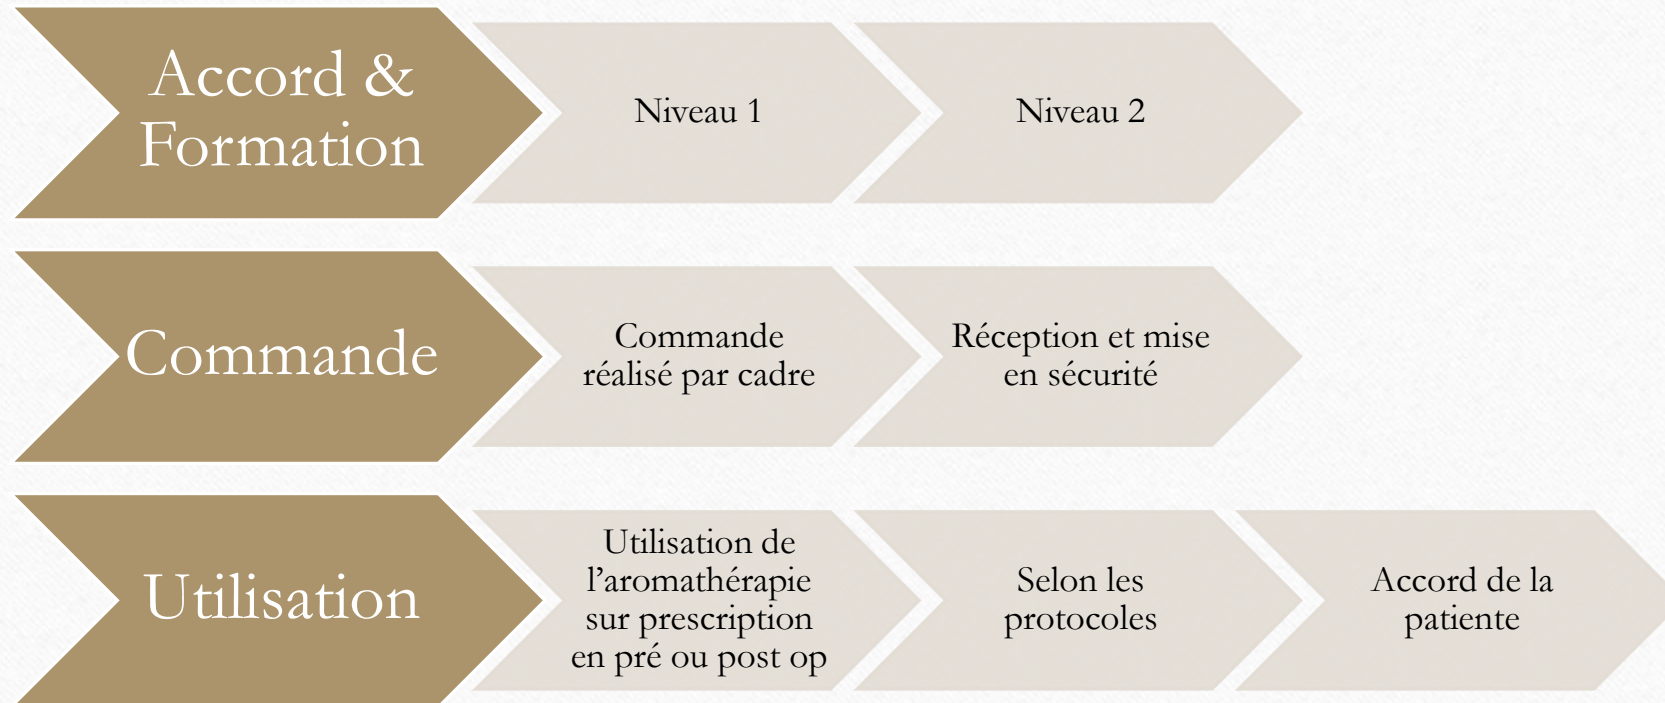 Accord &
Formation
Niveau 1
Niveau 2
Commande
Commande
réalisé par cadre
Réception et mise
en sécurité
Utilisation
Utilisation de
l’aromathérapie
sur prescription
en pré ou post op
Selon les
protocoles
Accord de la
patiente